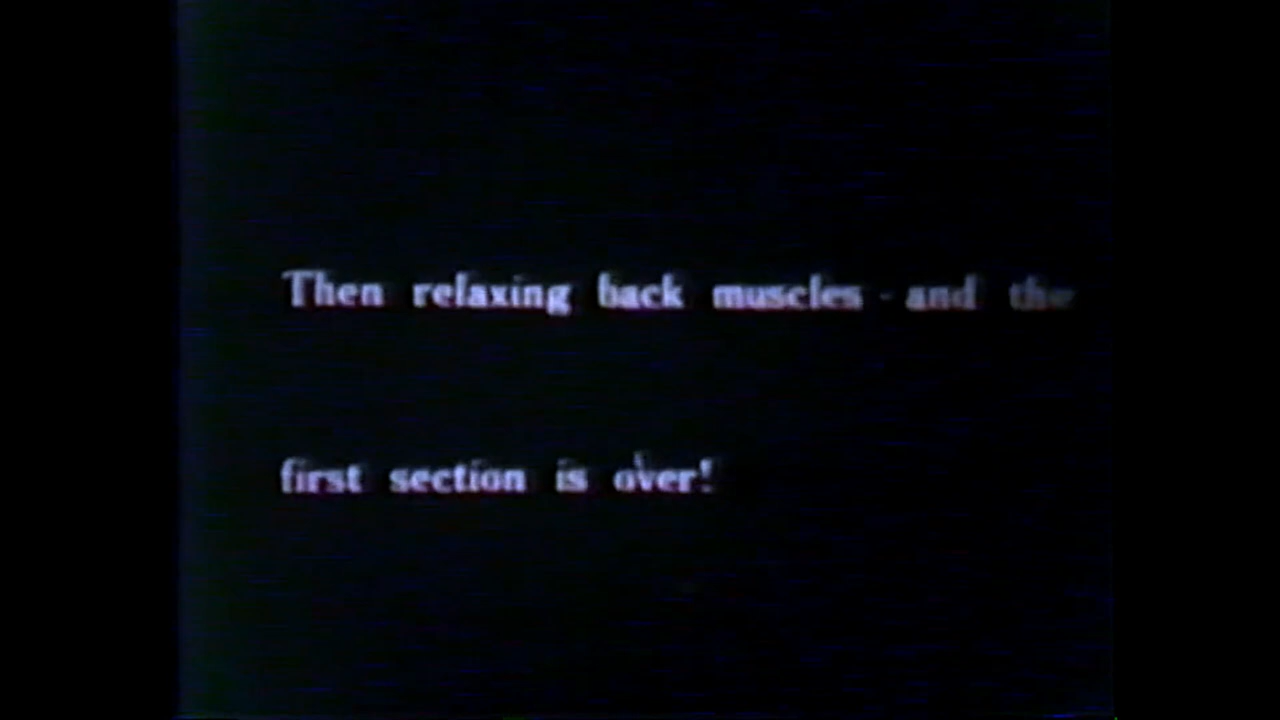 Then relaxing back muscles - and the
first section is over!